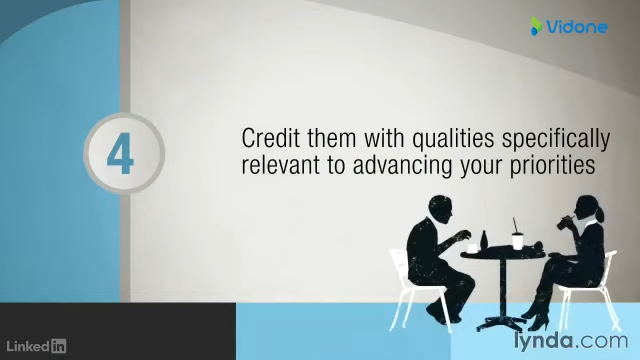 Vidone
4
Credit them with qualities specifically
relevant to advancing your priorities
Linked in
lynda.com